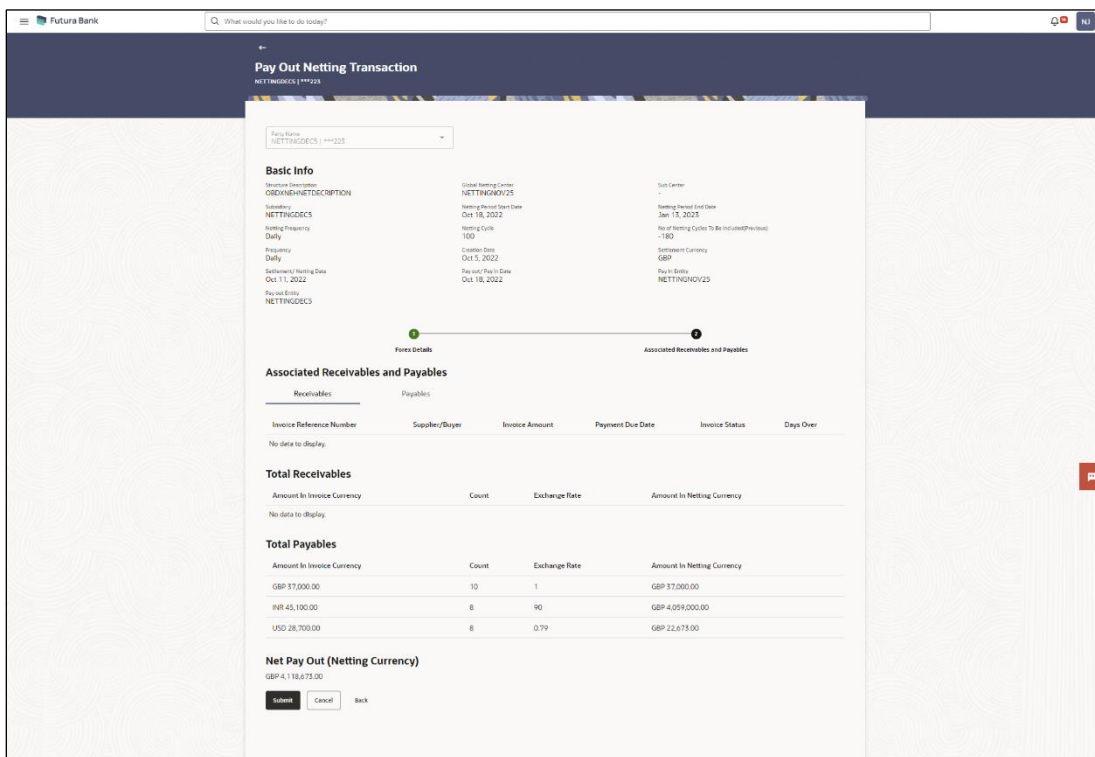 Futura Bank
What would you like to do today?
NJ
Pay Out Netting Transaction
NETTINGDEC5 | ***223
Party Name
NETTINGDEC5 | ***223
Basic Info
Structure Description
OBDXNEHNETDECRIPTION
Global Netting Center
NETTINGNOV25
Sub Center
-
Subsidiary
NETTINGDEC5
Netting Period Start Date
Oct 18, 2022
Netting Period End Date
Jan 13, 2023
Netting Frequency
Daily
Netting Cycle
100
No of Netting Cycles To Be Included(Previous)
-180
Frequency
Daily
Creation Date
Oct 5, 2022
Settlement Currency
GBP
Settlement/ Netting Date
Oct 11, 2022
Pay out/ Pay in Date
Oct 18, 2022
Pay In Entity
NETTINGNOV25
Pay out Entity
NETTINGDEC5
1
2
Forex Details
Associated Receivables and Payables
Associated Receivables and Payables
Receivables Payables
Invoice Reference Number Supplier/Buyer Invoice Amount Payment Due Date Invoice Status Days Over
No data to display.
Total Receivables
Amount In Invoice Currency Count Exchange Rate Amount In Netting Currency
No data to display.
Total Payables
Amount In Invoice Currency Count Exchange Rate Amount In Netting Currency
GBP 37,000.00 10 1 GBP 37,000.00
INR 45,100.00 8 90 GBP 4,059,000.00
USD 28,700.00 8 0.79 GBP 22,673.00
Net Pay Out (Netting Currency)
GBP 4,118,673.00
Submit Cancel Back